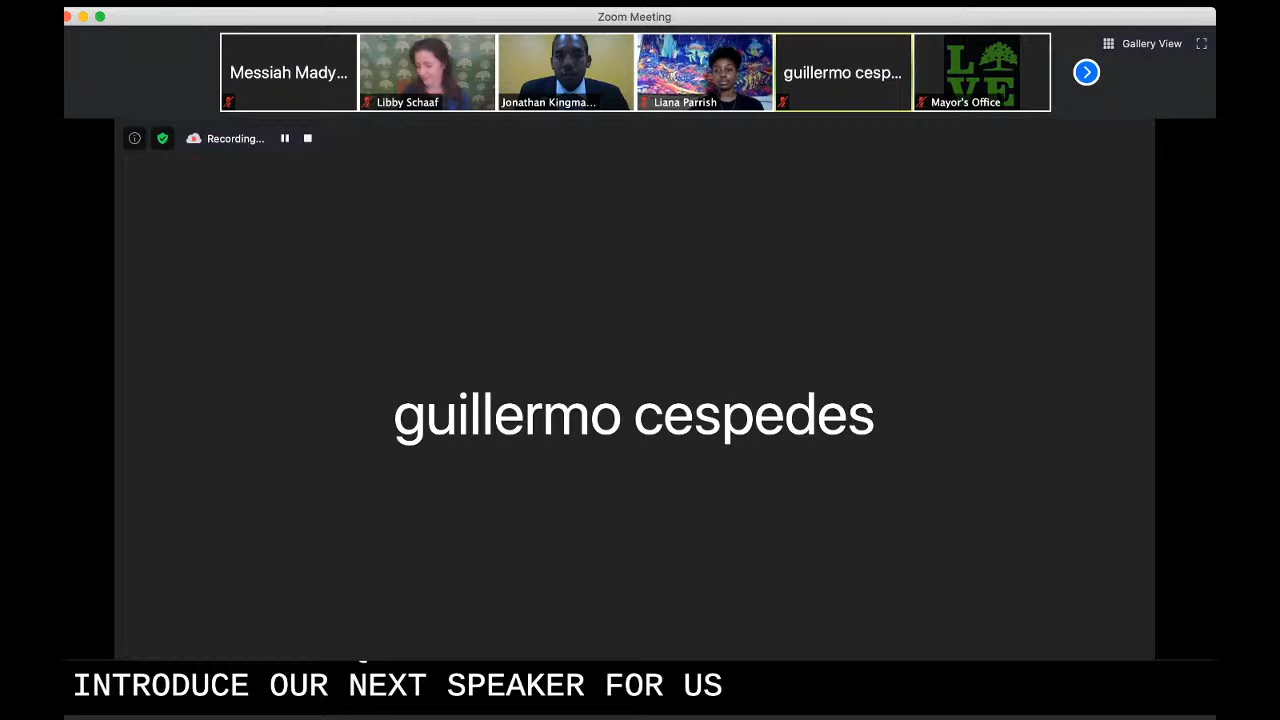 Zoom Meeting
Gallery View
Messiah Mady...
Libby Schaaf
Jonathan Kingma...
Liana Parrish
guillermo cesp...
L VE
Mayor's Office
Recording...
guillermo cespedes
INTRODUCE OUR NEXT SPEAKER FOR US